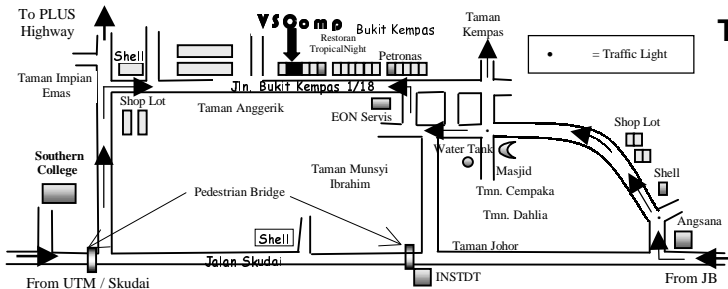 To PLUS
Highway
VSComp
Bukit Kempas
Taman
Kempas
T
• = Traffic Light
Shell
Restoran
TropicalNight
Petronas
Taman Impian
Emas
Jln. Bukit Kempas 1/18
Shop Lot
Taman Anggerik
EON Servis
Shop Lot
Southern
College
Water Tank
Masjid
Taman Munsyi
Ibrahim
Shell
Pedestrian Bridge
Tmn. Cempaka
Tmn. Dahlia
Angsana
Shell
Taman Johor
Jalan Skudai
From UTM / Skudai
INSTDT
From JB